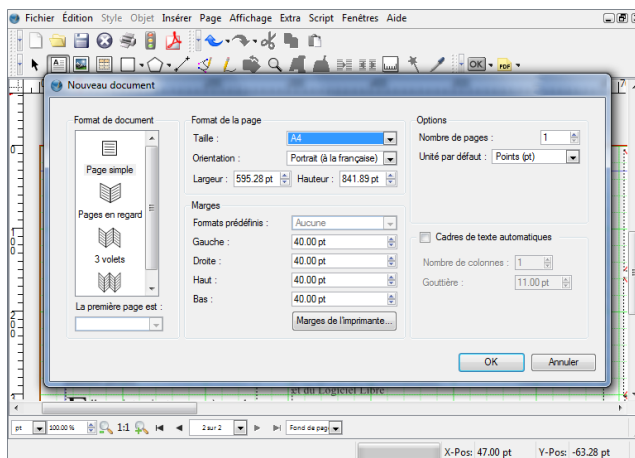 Fichier Édition Style Objet Insérer Page Affichage Extra Script Fenêtres Aide
OK PDF
Nouveau document
Format de document
Page simple
Pages en regard
3 volets
La première page est :
Format de la page
Taille : A4
Orientation : Portrait (à la française)
Largeur : 595.28 pt Hauteur : 841.89 pt
Marges
Formats prédéfinis : Aucune
Gauche : 40.00 pt
Droite : 40.00 pt
Haut : 40.00 pt
Bas : 40.00 pt
Marges de l'imprimante...
Options
Nombre de pages : 1
Unité par défaut : Points (pt)
Cadres de texte automatiques
Nombre de colonnes : 1
Gouttière : 11.00 pt
OK Annuler
et du Logiciel Libre
pt 100.00 % 1:1 2 sur 2 Fond de pag
X-Pos: 47.00 pt Y-Pos: -63.28 pt